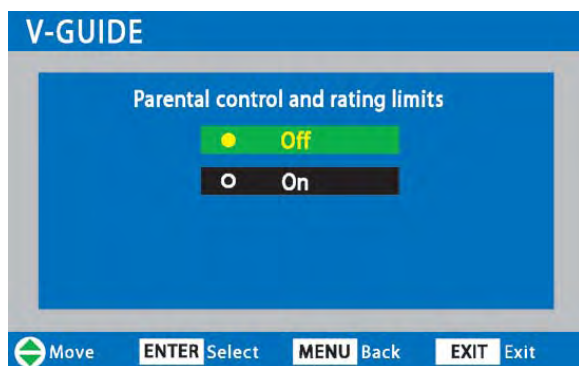 V-GUIDE
Parental control and rating limits
Off
On
Move ENTER Select MENU Back EXIT Exit